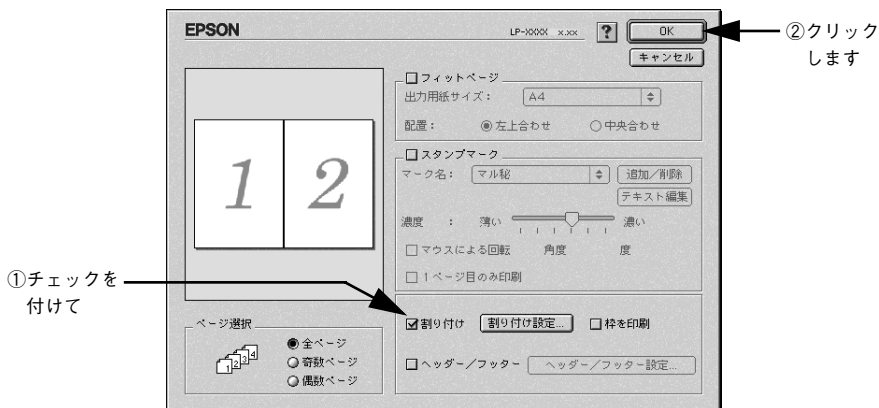 EPSON
LP-XXXX x.xx
?
OK
キャンセル
②クリック
します
フィットページ
出力用紙サイズ:
A4
配置:
左上合わせ
中央合わせ
スタンプマーク
マーク名:
マル秘
追加/削除
テキスト編集
濃度 :
薄い
濃い
マウスによる回転
角度
度
1ページ目のみ印刷
1
2
①チェックを
付けて
割り付け
割り付け設定...
枠を印刷
ヘッダー/フッター
ヘッダー/フッター設定...
ページ選択
1 2 3 4
全ページ
奇数ページ
偶数ページ